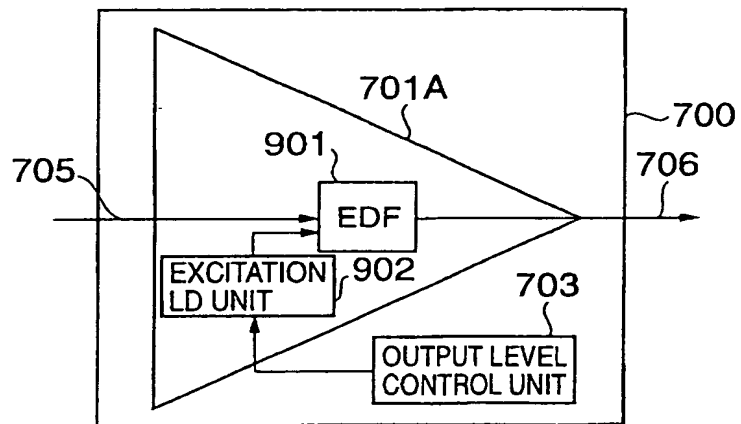 701A
700
901
705
706
EDF
EXCITATION
LD UNIT
902
703
OUTPUT LEVEL
CONTROL UNIT